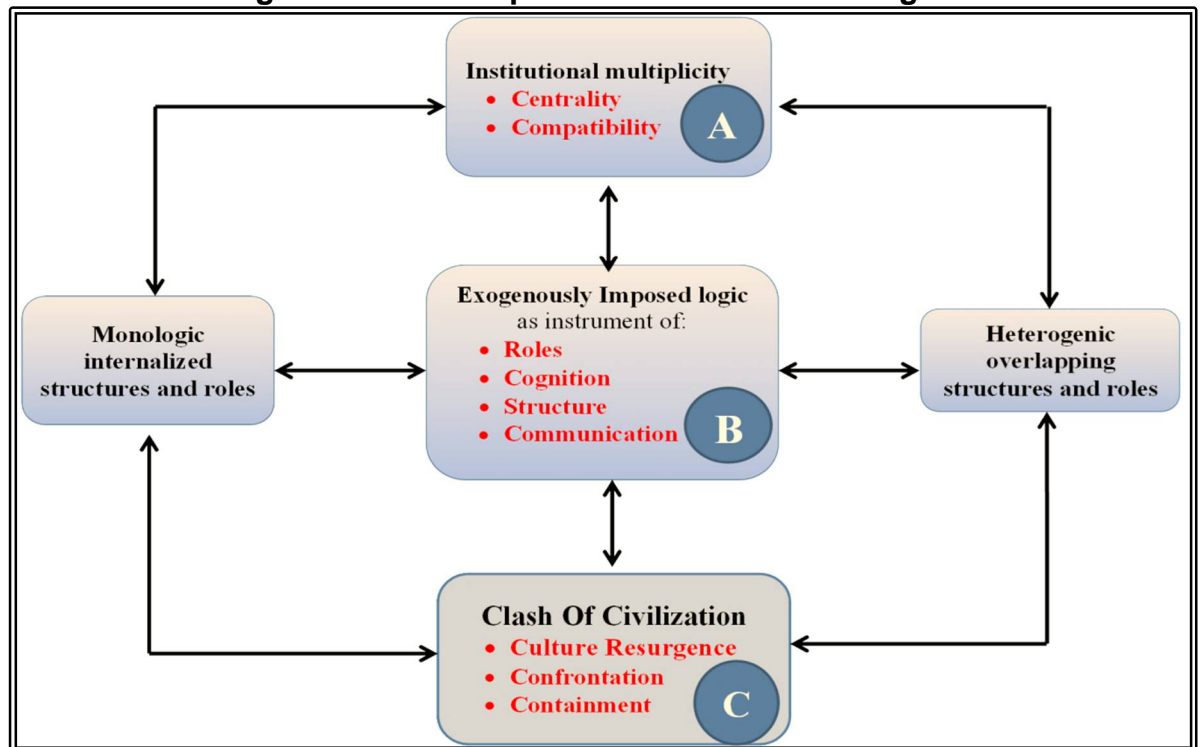 Institutional multiplicity
• Centrality
• Compatibility
A
Exogenously Imposed logic
as instrument of:
• Roles
• Cognition
• Structure
• Communication
B
Monologic
internalized
structures and roles
Heterogenic
overlapping
structures and roles
Clash Of Civilization
• Culture Resurgence
• Confrontation
• Containment
C